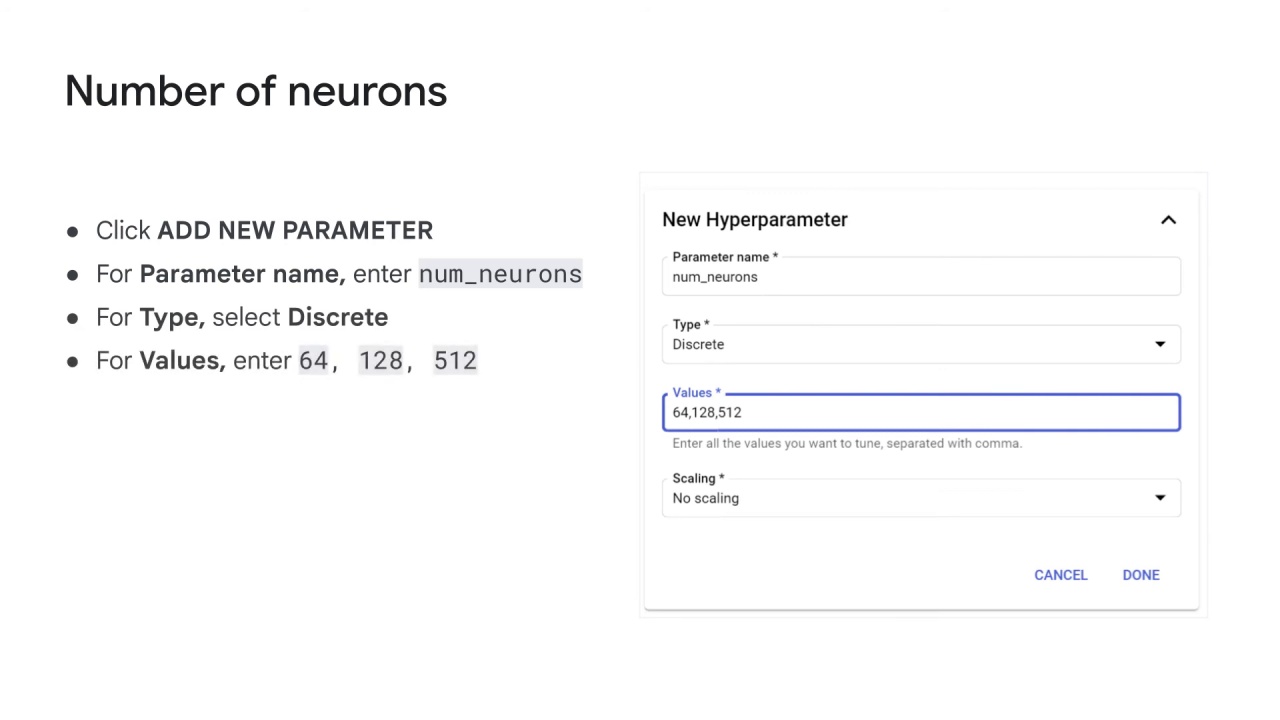 Number of neurons
• Click ADD NEW PARAMETER
• For Parameter name, enter num_neurons
• For Type, select Discrete
• For Values, enter 64, 128, 512
New Hyperparameter
Parameter name *
num_neurons
Type *
Discrete
Values *
64,128,512
Enter all the values you want to tune, separated with comma.
Scaling *
No scaling
CANCEL DONE